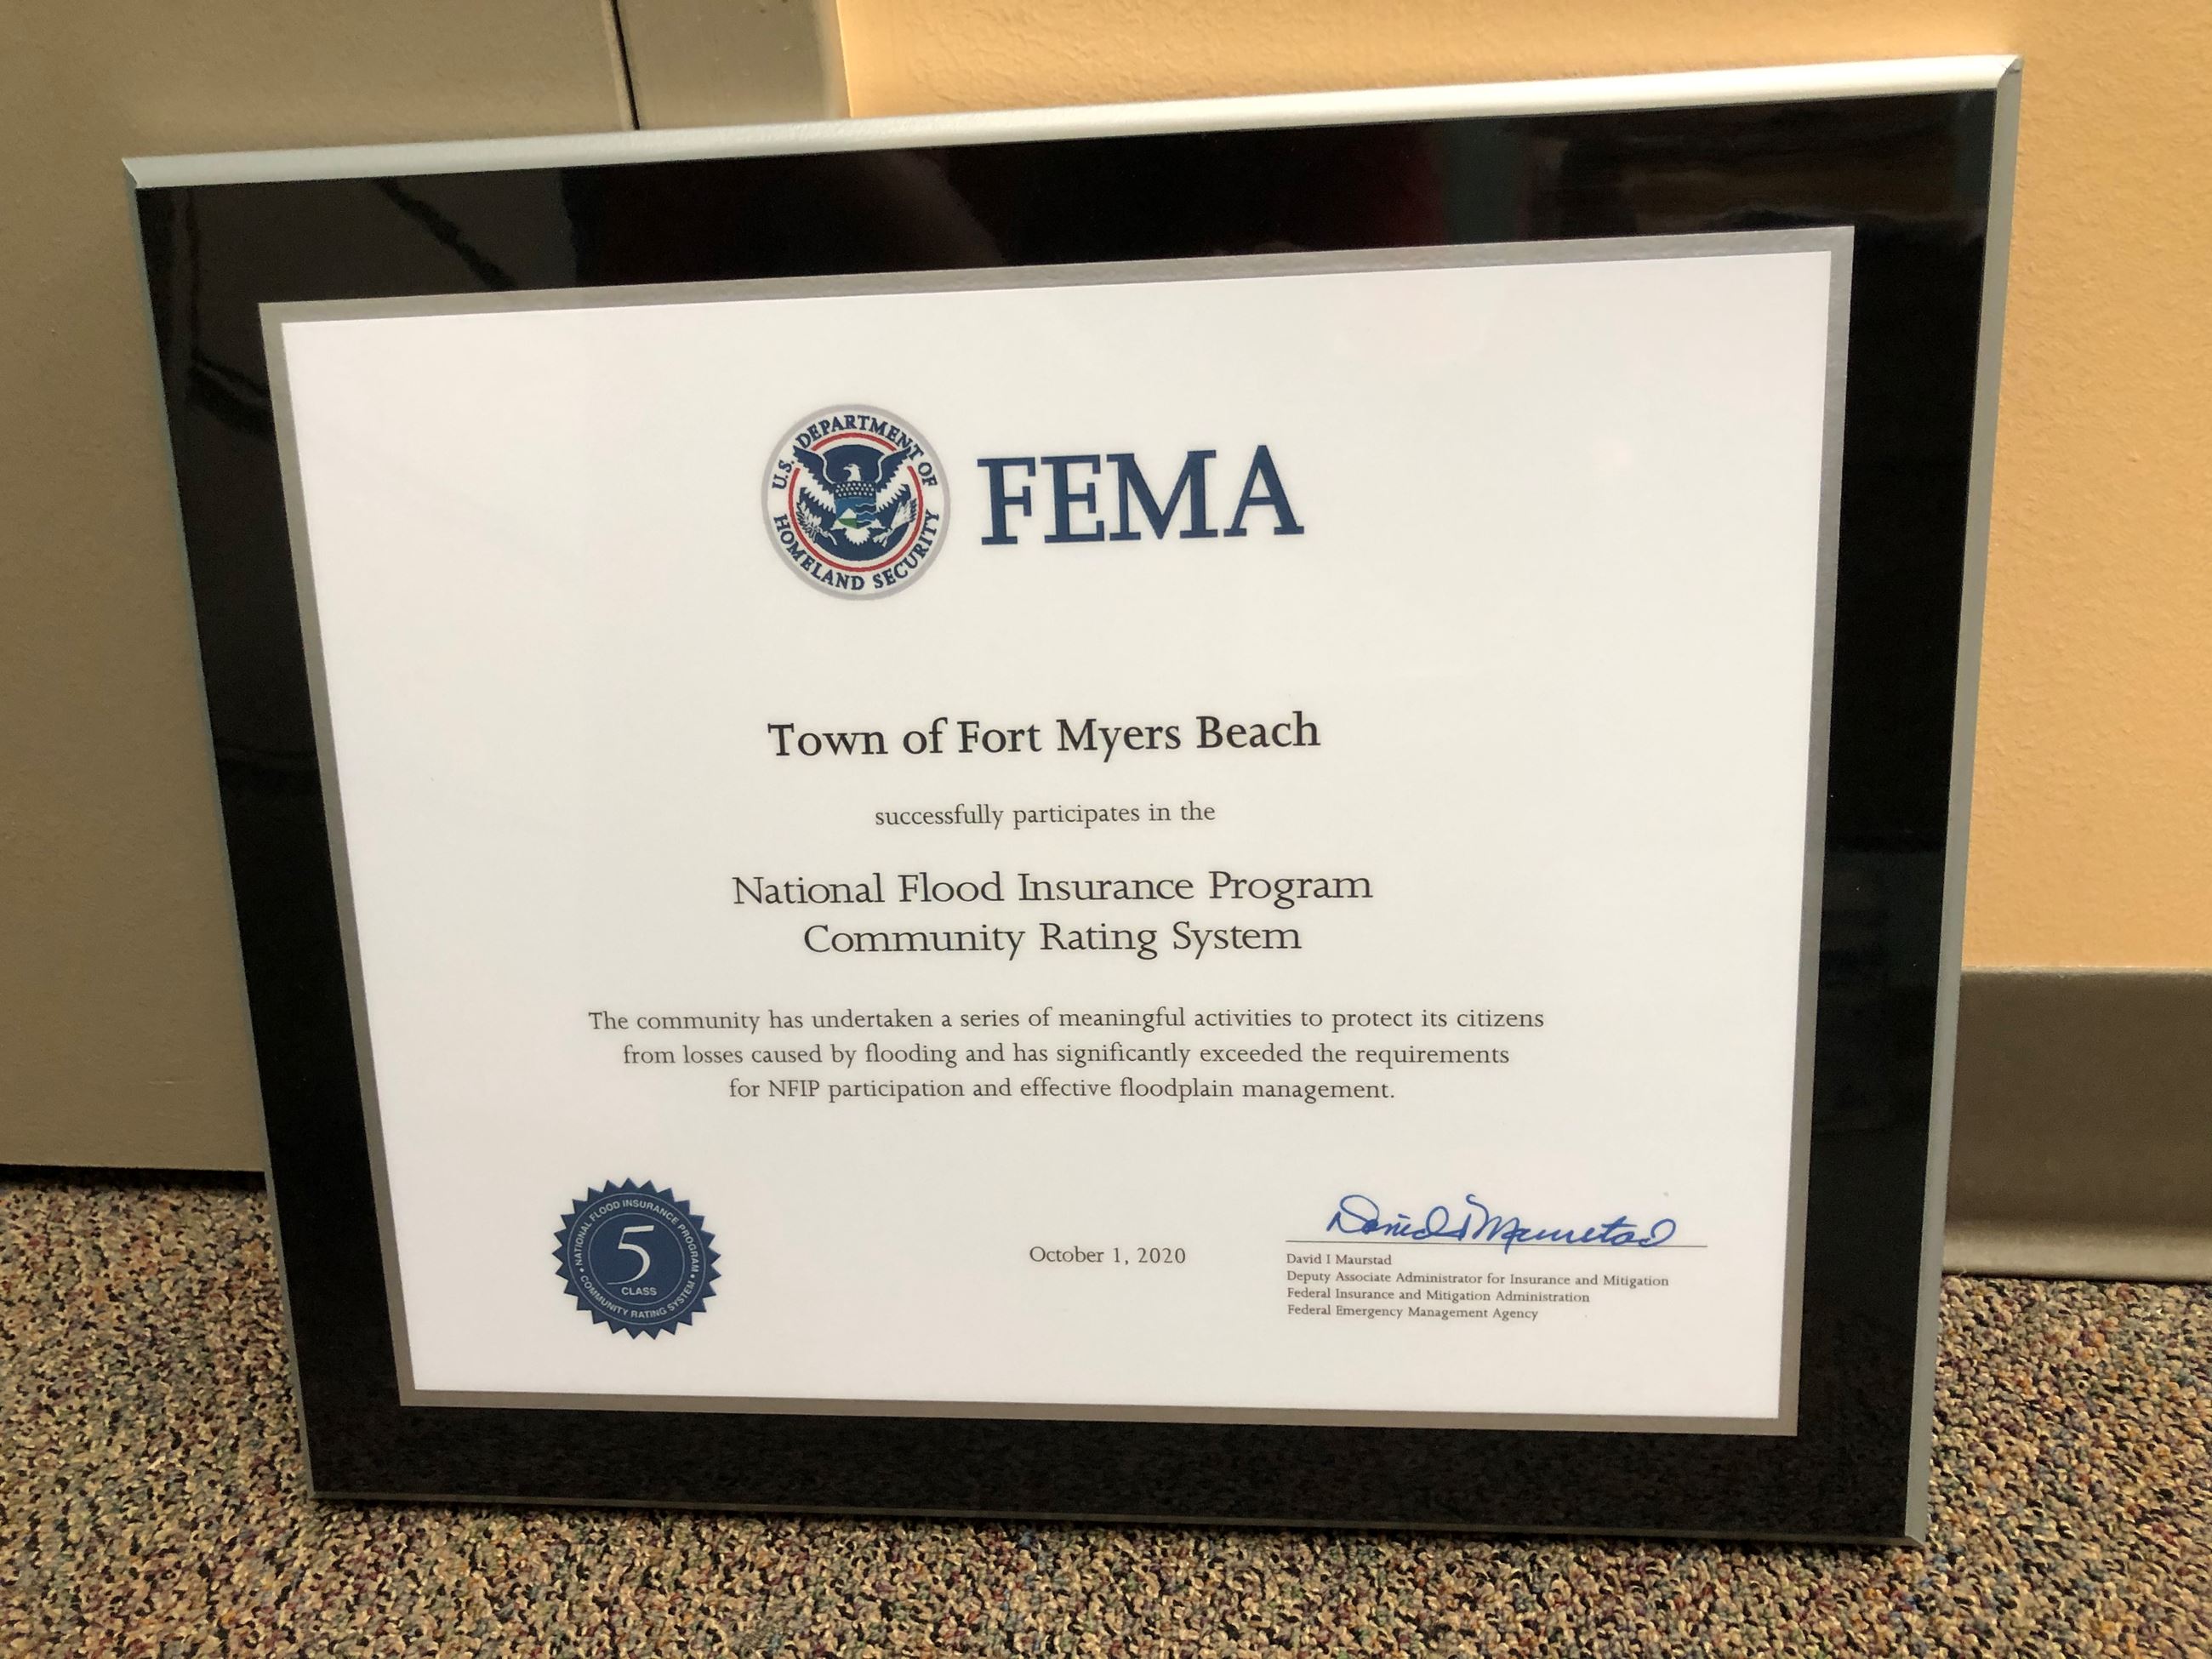 U.S. DEPARTMENT OF
HOMELAND SECURITY
FEMA
Town of Fort Myers Beach
successfully participates in the
National Flood Insurance Program
Community Rating System
The community has undertaken a series of meaningful activities to protect its citizens
from losses caused by flooding and has significantly exceeded the requirements
for NFIP participation and effective floodplain management.
• NATIONAL FLOOD INSURANCE PROGRAM •
5
CLASS
COMMUNITY RATING SYSTEM
October 1, 2020
David I Maurstad
David I Maurstad
Deputy Associate Administrator for Insurance and Mitigation
Federal Insurance and Mitigation Administration
Federal Emergency Management Agency